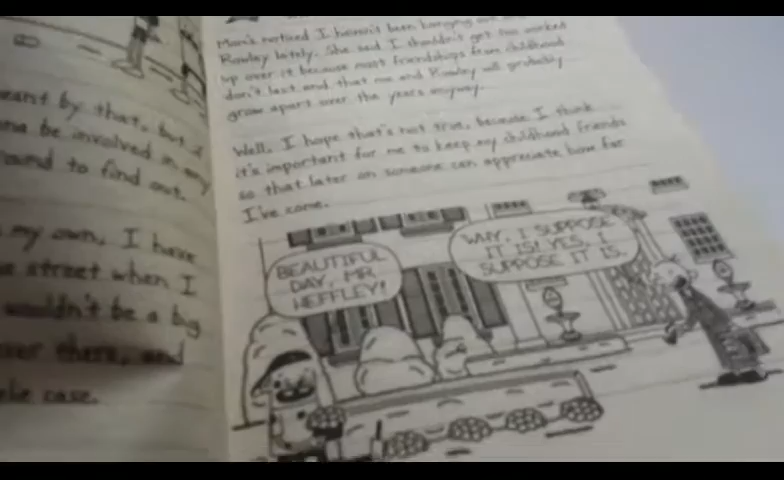 meant by that, but I
be involved in any
around to find out.
my own, I have
street when I
wouldn't be a big
over there, and
the case.
Mom's noticed I haven't been hanging out with
Rowley lately. She said I shouldn't get too worked
up over it because most friendships from childhood
don't last and that me and Rowley will probably
grow apart over the years anyway.
Well, I hope that's not true, because I think
it's important for me to keep my childhood friends
so that later on someone can appreciate how far
I've come.
BEAUTIFUL
DAY, MR.
HEFFLEY!
WHY, I SUPPOSE
IT IS! YES, I
SUPPOSE IT IS.